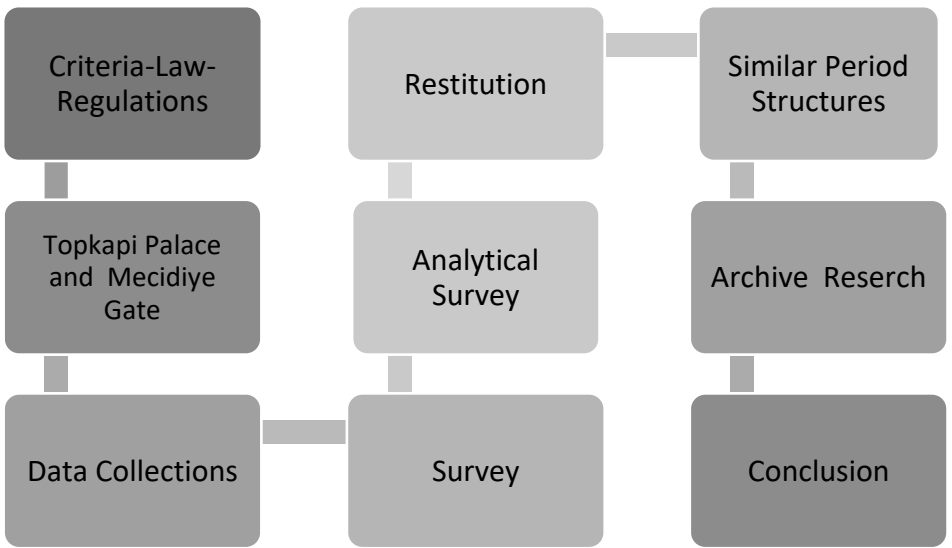 Criteria-Law-
Regulations
Topkapi Palace
and Mecidiye
Gate
Data Collections
Survey
Analytical
Survey
Restitution
Similar Period
Structures
Archive Reserch
Conclusion